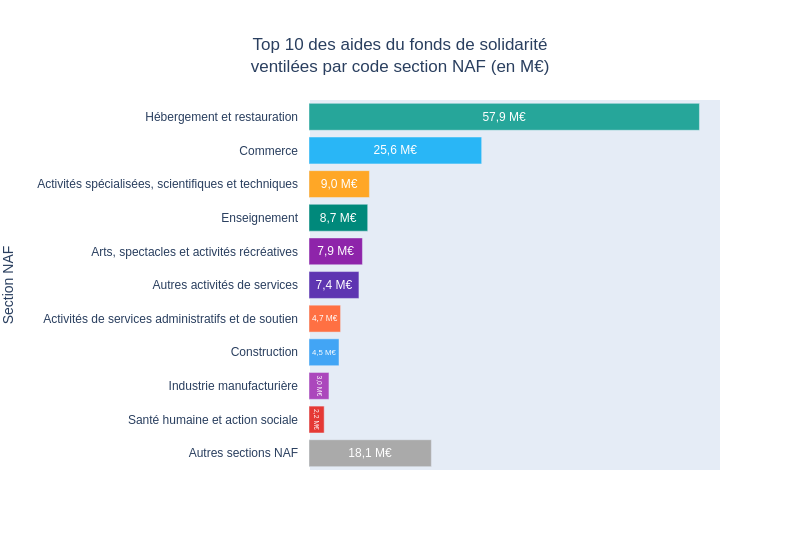 Top 10 des aides du fonds de solidarité
ventilées par code section NAF (en M€)
Section NAF
Hébergement et restauration 57,9 M€
Commerce 25,6 M€
Activités spécialisées, scientifiques et techniques 9,0 M€
Enseignement 8,7 M€
Arts, spectacles et activités récréatives 7,9 M€
Autres activités de services 7,4 M€
Activités de services administratifs et de soutien 4,7 M€
Construction 4,5 M€
Industrie manufacturière 3,0 M€
Santé humaine et action sociale 2,2 M€
Autres sections NAF 18,1 M€